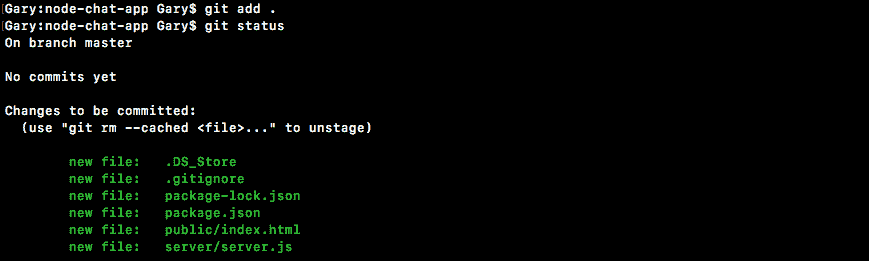 [Gary:node-chat-app Gary$ git add .
[Gary:node-chat-app Gary$ git status
On branch master
No commits yet
Changes to be committed:
(use "git rm --cached <file>..." to unstage)
new file: .DS_Store
new file: .gitignore
new file: package-lock.json
new file: package.json
new file: public/index.html
new file: server/server.js